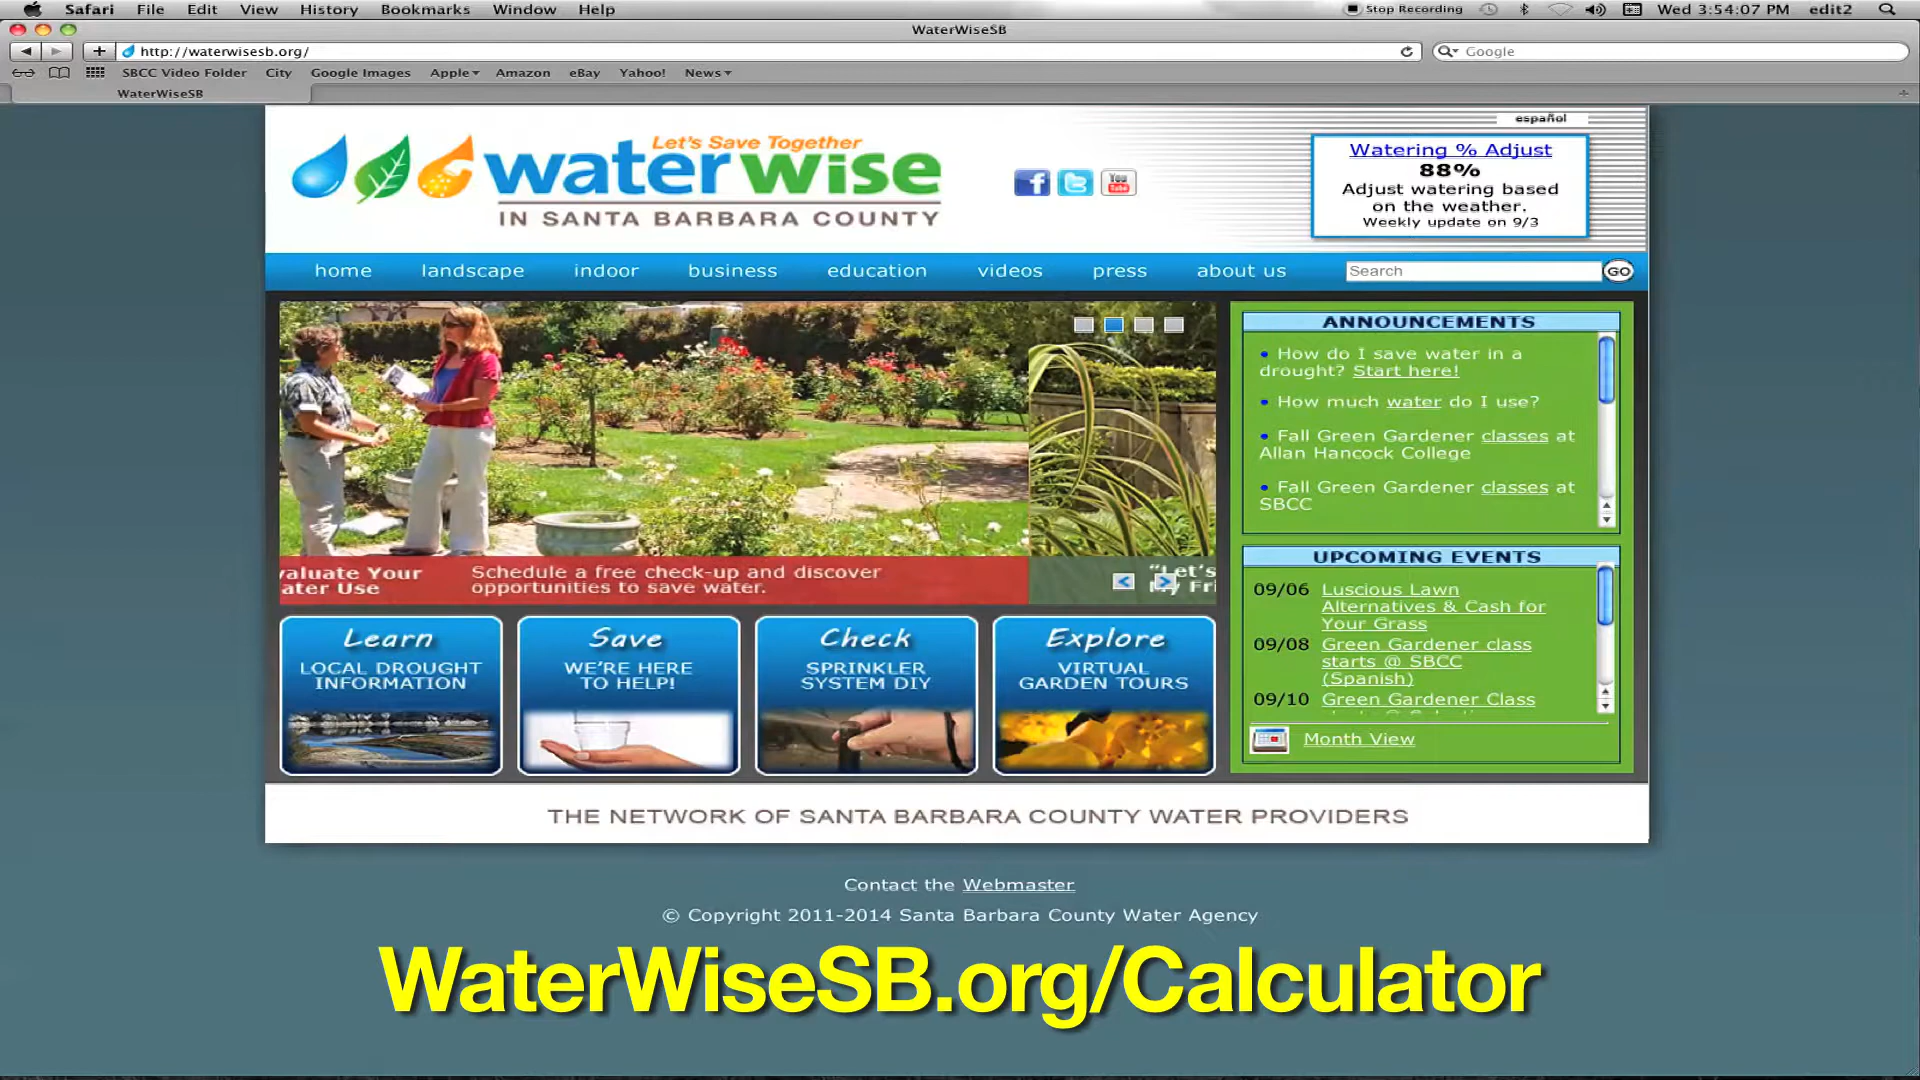 Safari File Edit View History Bookmarks Window Help
Stop Recording Wed 3:54:07 PM edit2
WaterWiseSB
http://waterwisesb.org/
Google
SBCC Video Folder City Google Images Apple Amazon eBay Yahoo! News
WaterWiseSB
español
Let's Save Together
water wise
IN SANTA BARBARA COUNTY
f
t
You Tube
Watering % Adjust
88%
Adjust watering based
on the weather.
Weekly update on 9/3
home landscape indoor business education videos press about us
Search GO
ANNOUNCEMENTS
• How do I save water in a
drought? Start here!
• How much water do I use?
• Fall Green Gardener classes at
Allan Hancock College
• Fall Green Gardener classes at
SBCC
valuate Your
ater Use
Schedule a free check-up and discover
opportunities to save water.
"Let's
My Fri
UPCOMING EVENTS
09/06 Luscious Lawn
Alternatives & Cash for
Your Grass
09/08 Green Gardener class
starts @ SBCC
(Spanish)
09/10 Green Gardener Class
Month View
Learn
LOCAL DROUGHT
INFORMATION
Save
WE'RE HERE
TO HELP!
Check
SPRINKLER
SYSTEM DIY
Explore
VIRTUAL
GARDEN TOURS
THE NETWORK OF SANTA BARBARA COUNTY WATER PROVIDERS
Contact the Webmaster
© Copyright 2011-2014 Santa Barbara County Water Agency
WaterWiseSB.org/Calculator